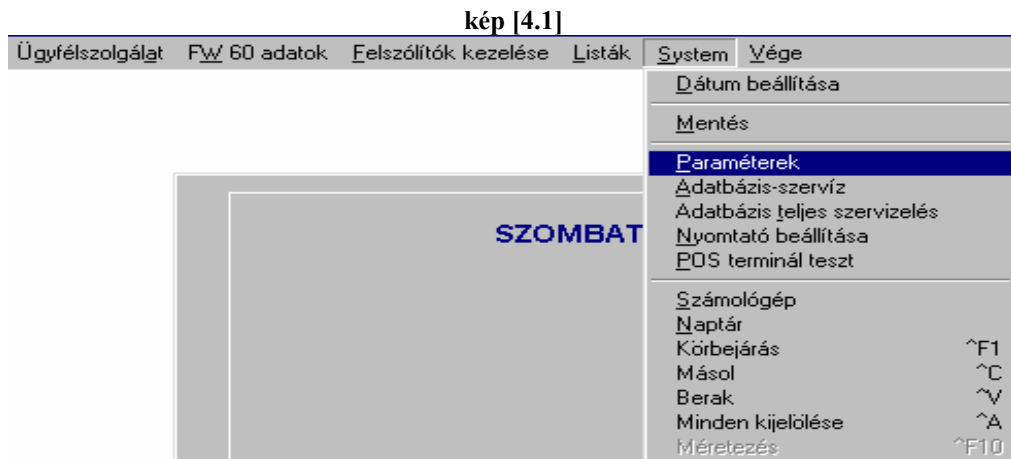 kép [4.1]
Ügyfélszolgálat FW 60 adatok Felszólítók kezelése Listák System Vége
Dátum beállítása
Mentés
Paraméterek
Adatbázis-szervíz
Adatbázis teljes szervizelés
SZOMBAT
Nyomtató beállítása
POS terminál teszt
Számológép
Naptár
Körbejárás ^F1
Másol ^C
Berak ^V
Minden kijelölése ^A
Méretezés ^F10